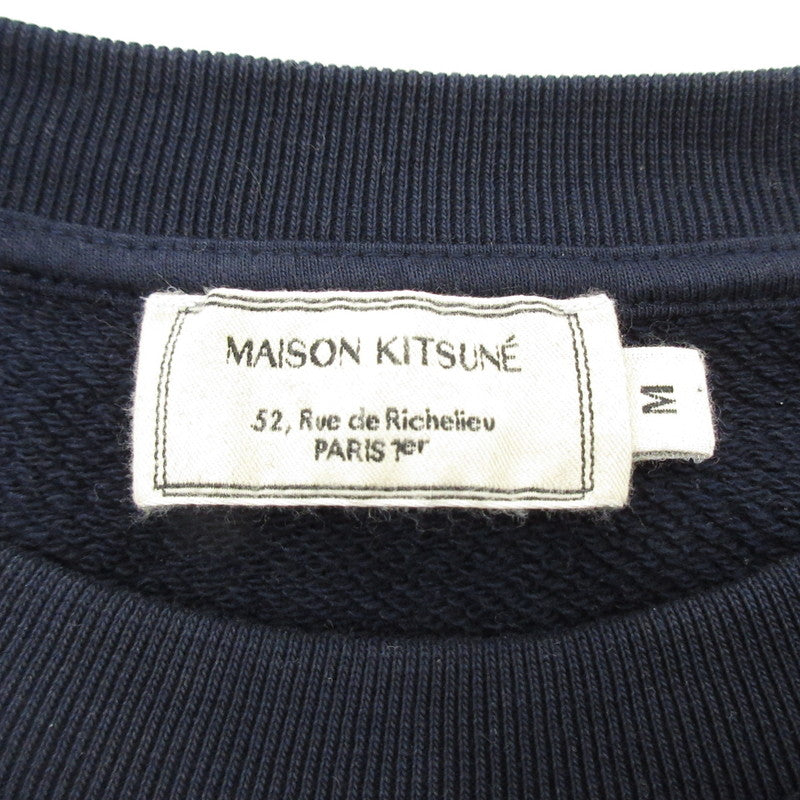 MAISON KITSUNÉ
52, Rue de Richelieu
PARIS 1er
M